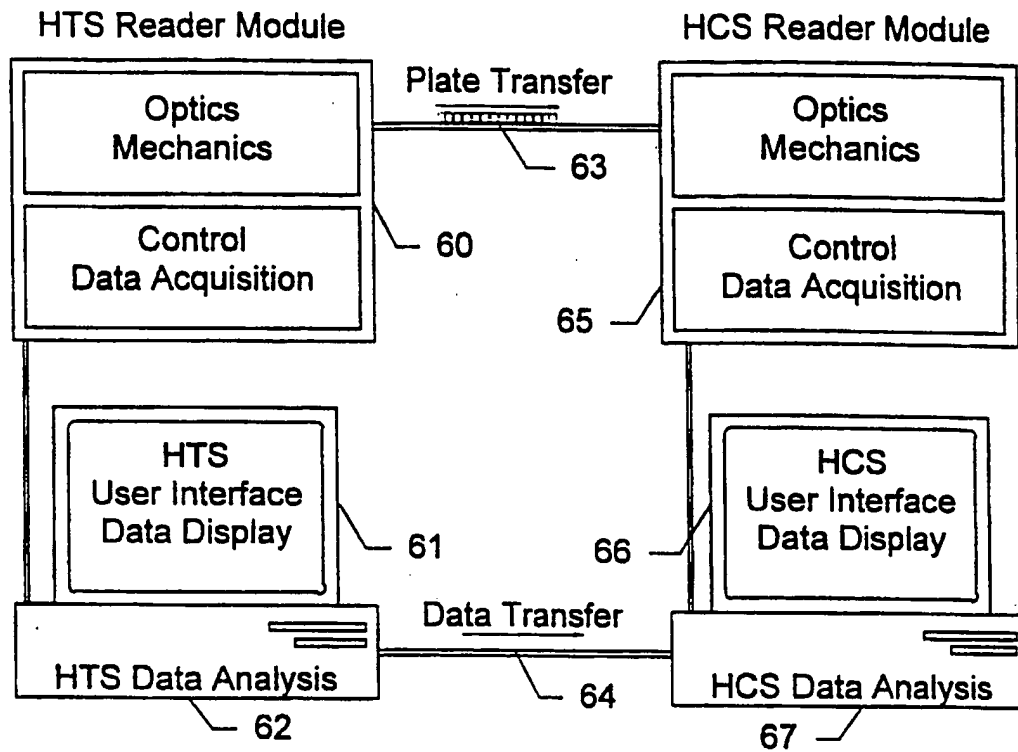 HTS Reader Module
HCS Reader Module
Plate Transfer
Optics
Mechanics
63
Optics
Mechanics
Control
Data Acquisition
60
Control
Data Acquisition
65
HTS
User Interface
Data Display
61
HCS
User Interface
Data Display
66
Data Transfer
64
HTS Data Analysis
62
HCS Data Analysis
67